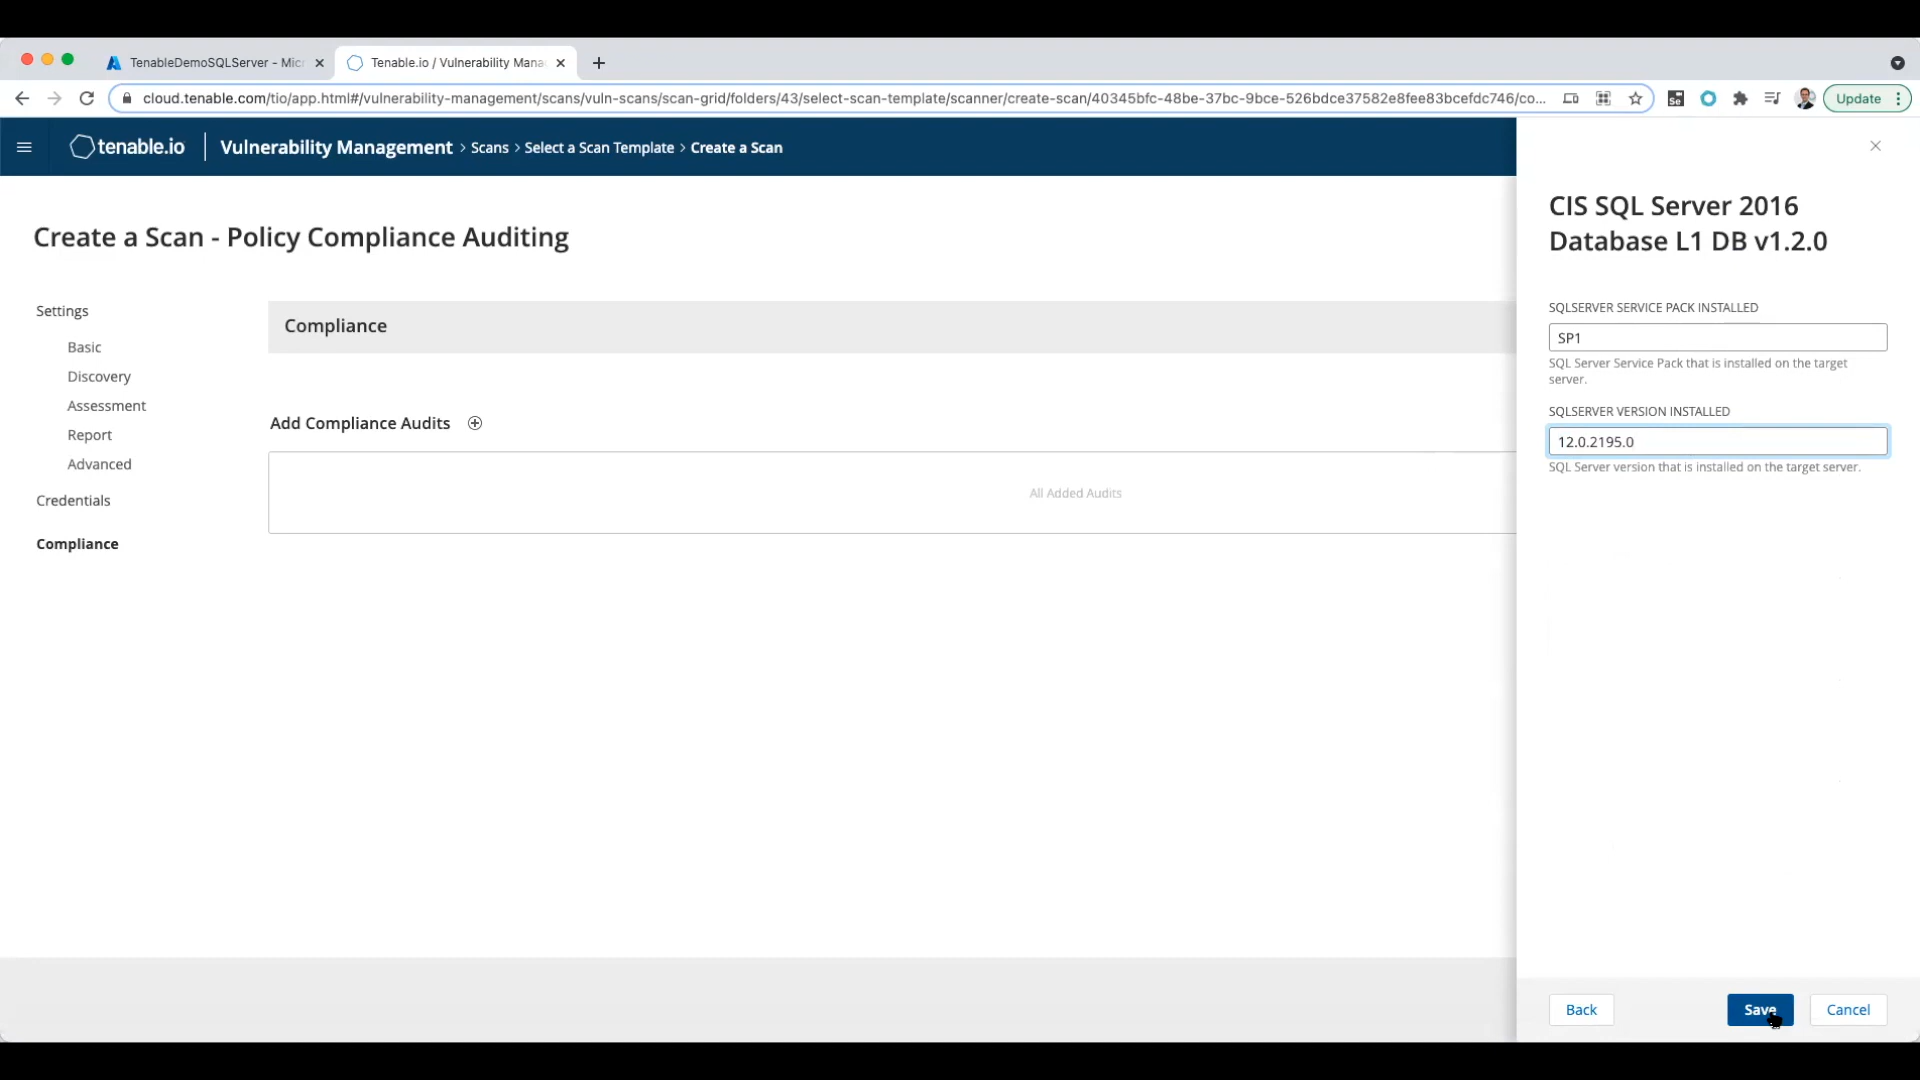 TenableDemoSQLServer - Mic
Tenable.io / Vulnerability Mana
cloud.tenable.com/tio/app.html#/vulnerability-management/scans/vuln-scans/scan-grid/folders/43/select-scan-template/scanner/create-scan/40345bfc-48be-37bc-9bce-526bdce37582e8fee83bcefdc746/co...
Se
Update
tenable.io
Vulnerability Management > Scans > Select a Scan Template > Create a Scan
Create a Scan - Policy Compliance Auditing
Settings
Basic
Discovery
Assessment
Report
Advanced
Credentials
Compliance
Compliance
Add Compliance Audits
All Added Audits
CIS SQL Server 2016
Database L1 DB v1.2.0
SQLSERVER SERVICE PACK INSTALLED
SP1
SQL Server Service Pack that is installed on the target
server.
SQLSERVER VERSION INSTALLED
12.0.2195.0
SQL Server version that is installed on the target server.
Back
Save
Cancel